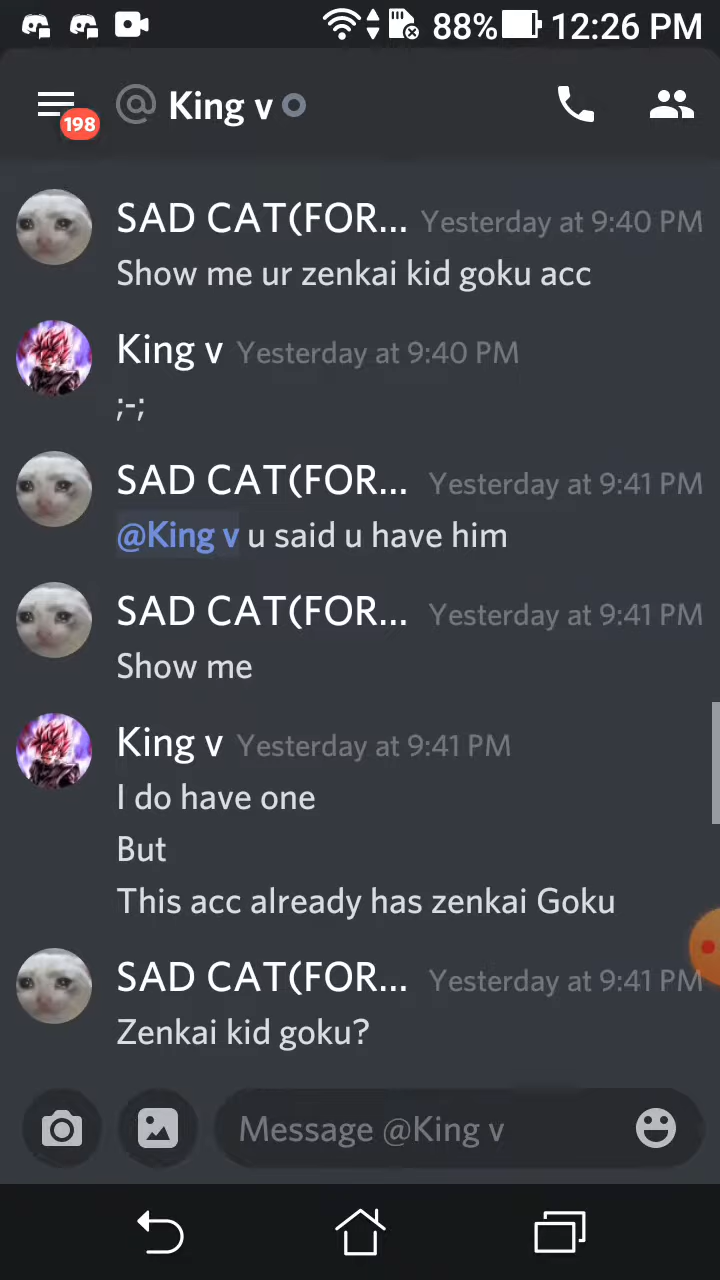 88% 12:26 PM
198 @ King v
SAD CAT(FOR... Yesterday at 9:40 PM
Show me ur zenkai kid goku acc
King v Yesterday at 9:40 PM
;-;
SAD CAT(FOR... Yesterday at 9:41 PM
@King v u said u have him
SAD CAT(FOR... Yesterday at 9:41 PM
Show me
King v Yesterday at 9:41 PM
I do have one
But
This acc already has zenkai Goku
SAD CAT(FOR... Yesterday at 9:41 PM
Zenkai kid goku?
Message @King v